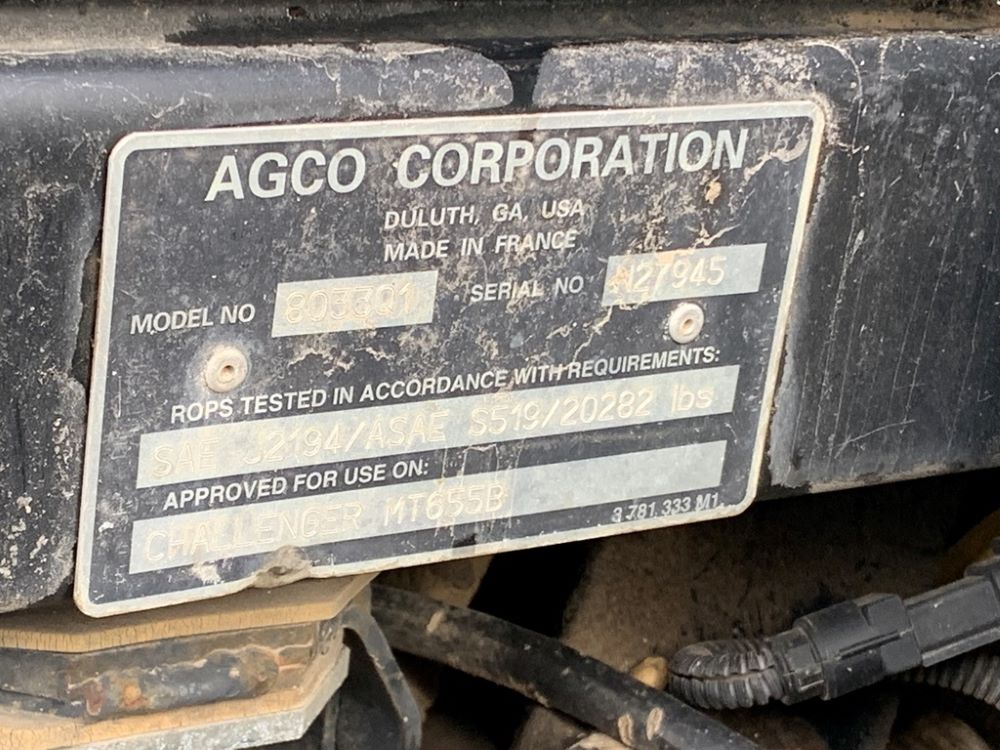 AGCO CORPORATION
DULUTH, GA, USA
MADE IN FRANCE
MODEL NO 8033Q1 SERIAL NO N27945
ROPS TESTED IN ACCORDANCE WITH REQUIREMENTS:
SAE J2194/ASAE S519/20282 lbs
APPROVED FOR USE ON:
CHALLENGER MT655B
3 781 333 M1